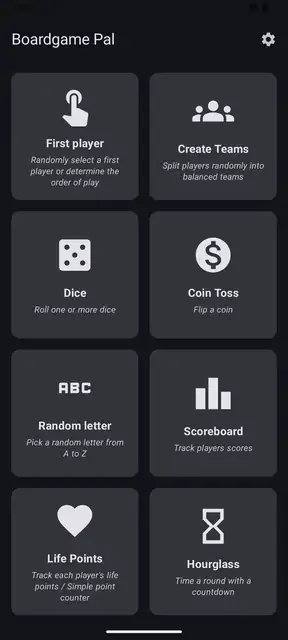 Boardgame Pal
First player
Randomly select a first
player or determine the
order of play
Create Teams
Split players randomly into
balanced teams
Dice
Roll one or more dice
Coin Toss
Flip a coin
ABC
Random letter
Pick a random letter from
A to Z
Scoreboard
Track players scores
Life Points
Track each player's life
points / Simple point
counter
Hourglass
Time a round with a
countdown